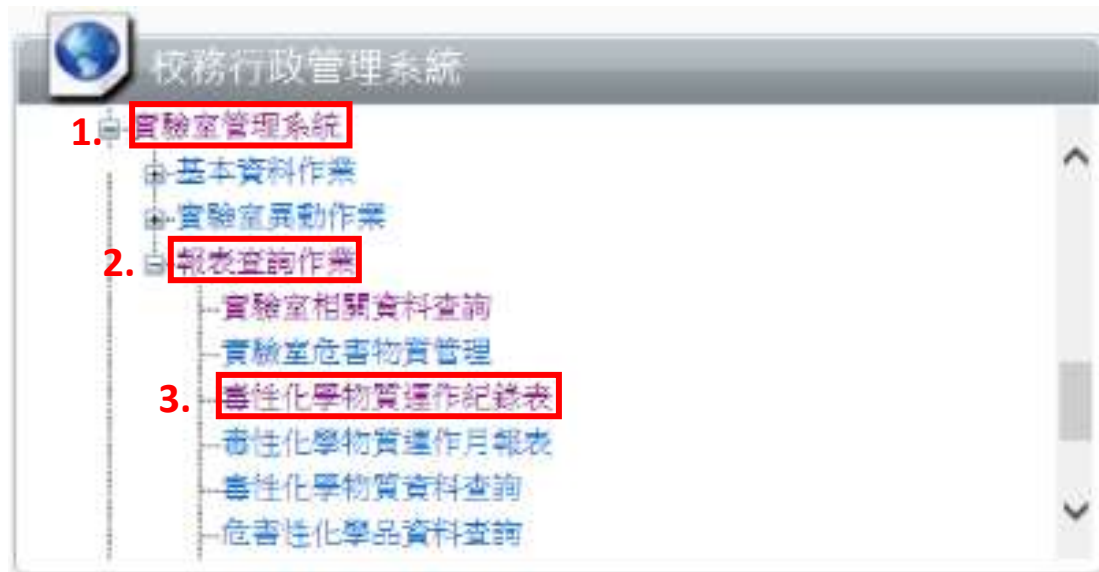 校務行政管理系統
1. 實驗室管理系統
基本資料作業
實驗室異動作業
2. 報表查詢作業
實驗室相關資料查詢
實驗室危害物質管理
3. 毒性化學物質運作紀錄表
毒性化學物質運作月報表
毒性化學物質資料查詢
危害性化學品資料查詢